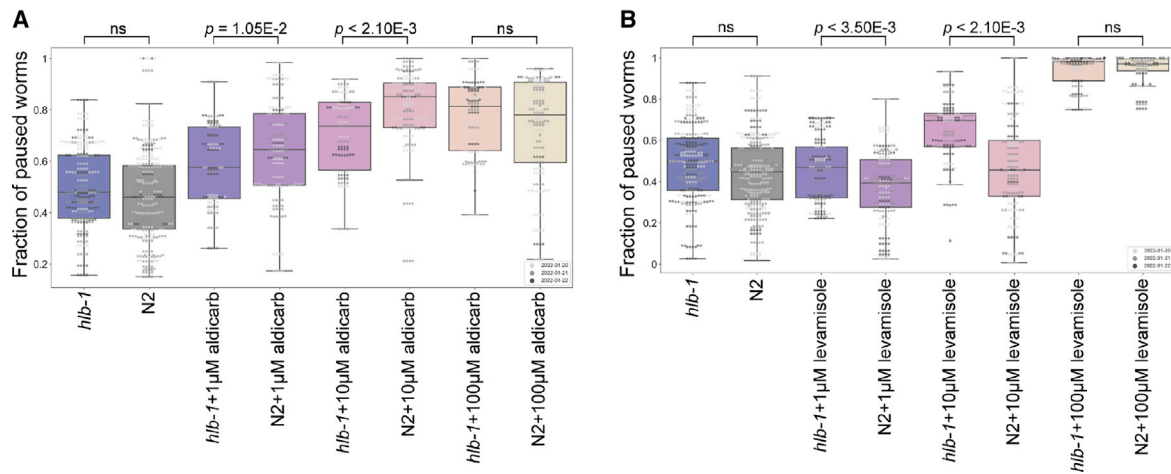 A
ns
p = 1.05E-2
p < 2.10E-3
ns
Fraction of paused worms
1
0.8
0.6
0.4
0.2
2022-01-20
2022-01-21
2022-01-22
hlb-1
N2
hlb-1+1μM aldicarb
N2+1μM aldicarb
hlb-1+10μM aldicarb
N2+10μM aldicarb
hlb-1+100μM aldicarb
N2+100μM aldicarb
B
ns
p < 3.50E-3
p < 2.10E-3
ns
Fraction of paused worms
1
0.8
0.6
0.4
0.2
0
2022-01-20
2022-01-21
2022-01-22
hlb-1
N2
hlb-1+1μM levamisole
N2+1μM levamisole
hlb-1+10μM levamisole
N2+10μM levamisole
hlb-1+100μM levamisole
N2+100μM levamisole